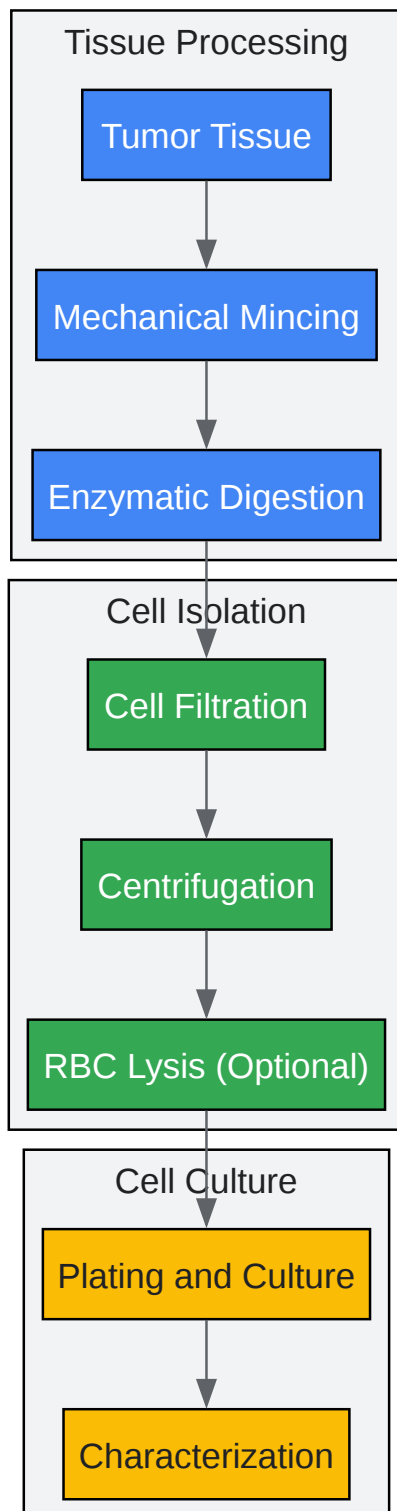 Tissue Processing
Tumor Tissue
Mechanical Mincing
Enzymatic Digestion
Cell Isolation
Cell Filtration
Centrifugation
RBC Lysis (Optional)
Cell Culture
Plating and Culture
Characterization